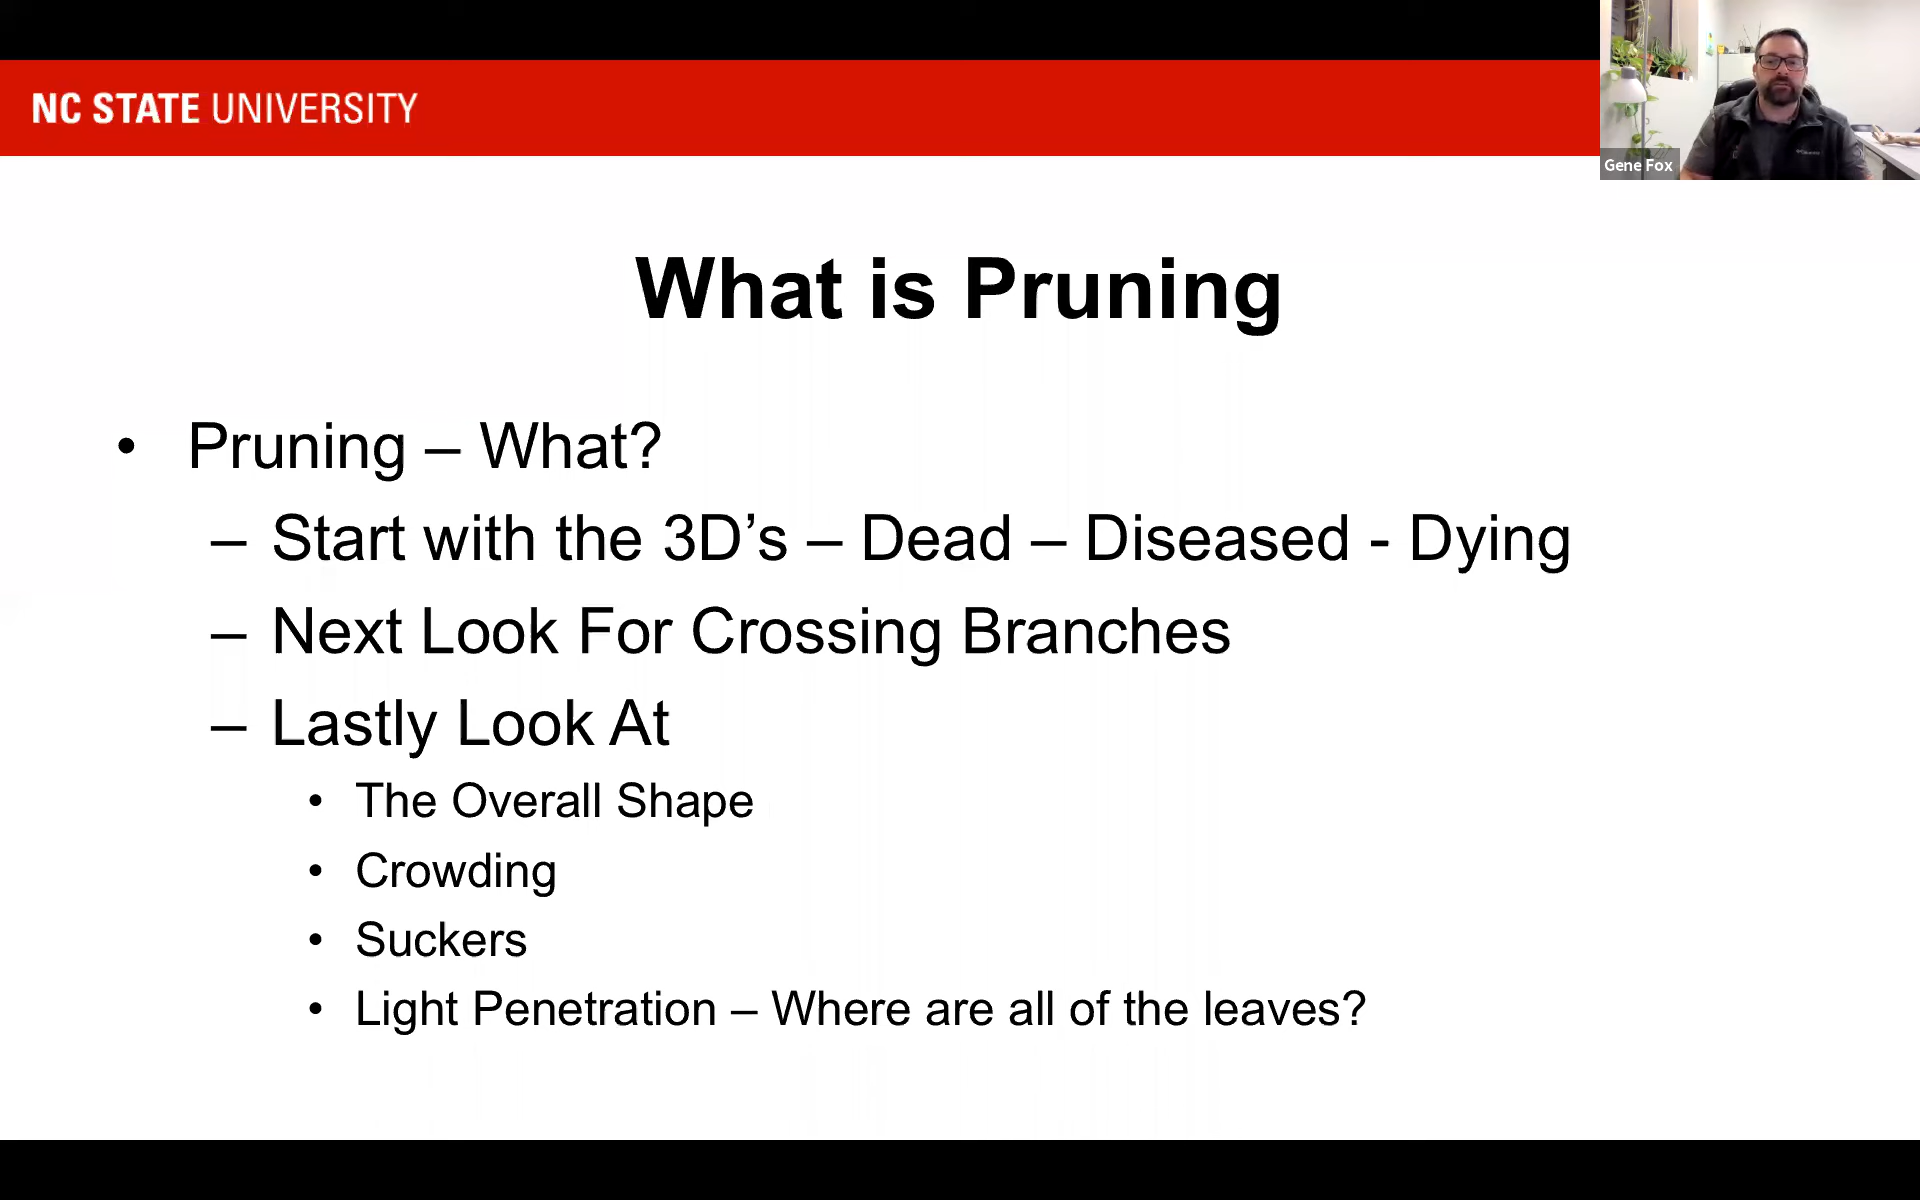 NC STATE UNIVERSITY
Gene Fox
What is Pruning
• Pruning – What?
– Start with the 3D’s – Dead – Diseased - Dying
– Next Look For Crossing Branches
– Lastly Look At
• The Overall Shape
• Crowding
• Suckers
• Light Penetration – Where are all of the leaves?